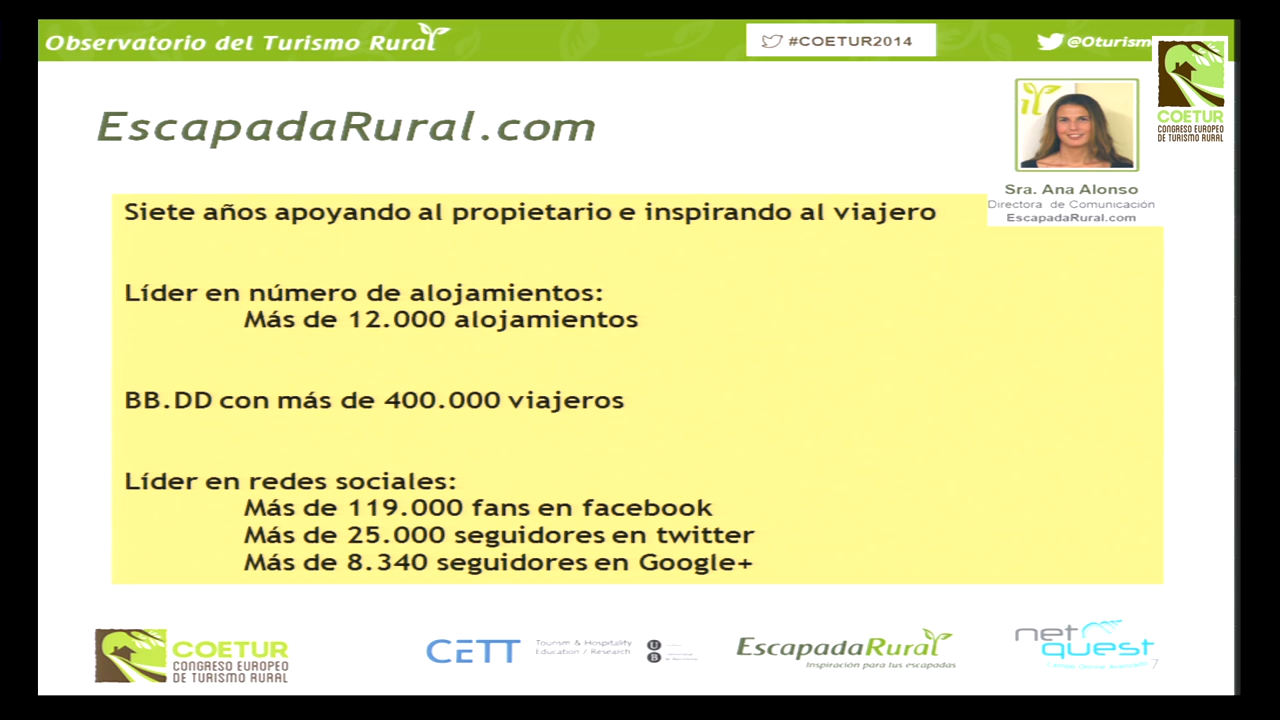 Observatorio del Turismo Rural
#COETUR2014
@Oturism
COETUR
CONGRESO EUROPEO
DE TURISMO RURAL
EscapadaRural.com
Sra. Ana Alonso
Directora de Comunicación
EscapadaRural.com
Siete años apoyando al propietario e inspirando al viajero
Líder en número de alojamientos:
Más de 12.000 alojamientos
BB.DD con más de 400.000 viajeros
Líder en redes sociales:
Más de 119.000 fans en facebook
Más de 25.000 seguidores en twitter
Más de 8.340 seguidores en Google+
COETUR
CONGRESO EUROPEO
DE TURISMO RURAL
CETT
Tourism & Hospitality
Education / Research
U
B
EscapadaRural
Inspiración para tus escapadas
net
quest
7